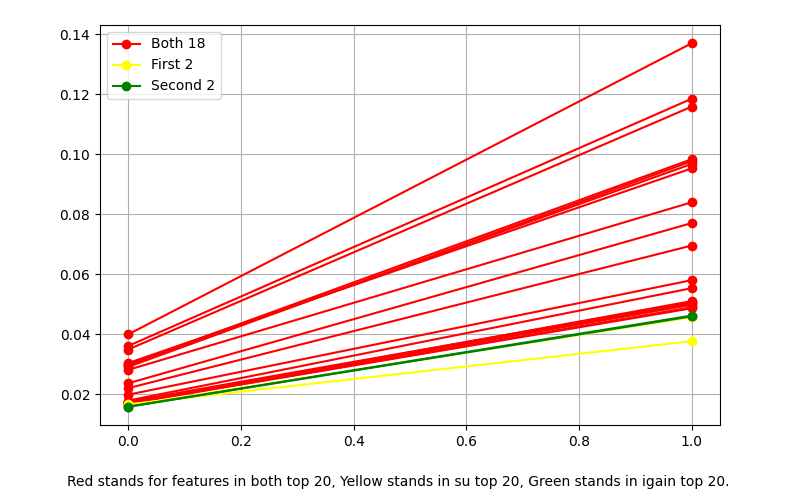 0.14
0.12
0.10
0.08
0.06
0.04
0.02
Both 18
First 2
Second 2
0.0 0.2 0.4 0.6 0.8 1.0
Red stands for features in both top 20, Yellow stands in su top 20, Green stands in igain top 20.